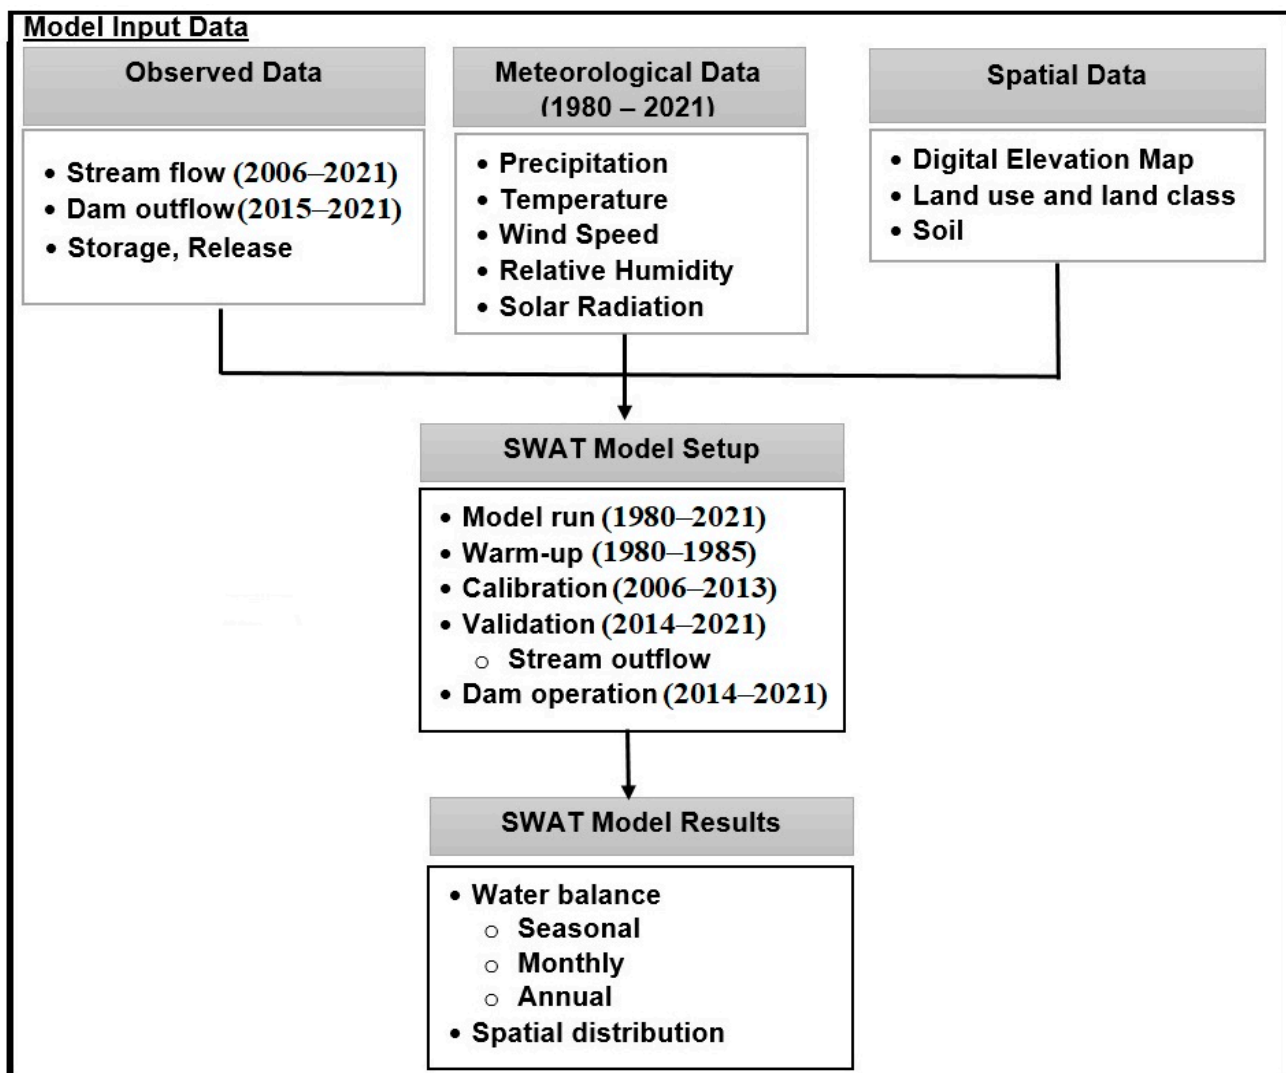 Model Input Data
Observed Data
• Stream flow (2006–2021)
• Dam outflow(2015–2021)
• Storage, Release
Meteorological Data
(1980 – 2021)
• Precipitation
• Temperature
• Wind Speed
• Relative Humidity
• Solar Radiation
Spatial Data
• Digital Elevation Map
• Land use and land class
• Soil
SWAT Model Setup
• Model run (1980–2021)
• Warm-up (1980–1985)
• Calibration (2006–2013)
• Validation (2014–2021)
○ Stream outflow
• Dam operation (2014–2021)
SWAT Model Results
• Water balance
○ Seasonal
○ Monthly
○ Annual
• Spatial distribution